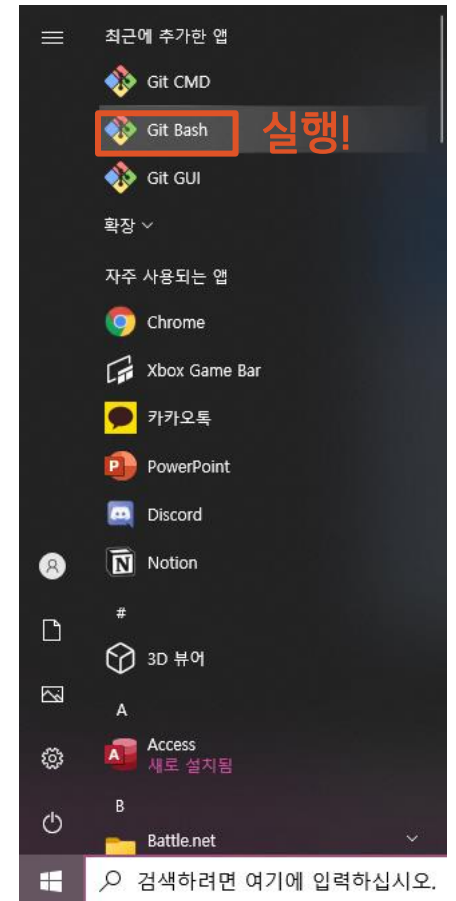 최근에 추가한 앱
Git CMD
Git Bash 실행!
Git GUI
확장
자주 사용되는 앱
Chrome
Xbox Game Bar
카카오톡
PowerPoint
Discord
Notion
#
3D 뷰어
A
Access
새로 설치됨
B
Battle.net
검색하려면 여기에 입력하십시오.